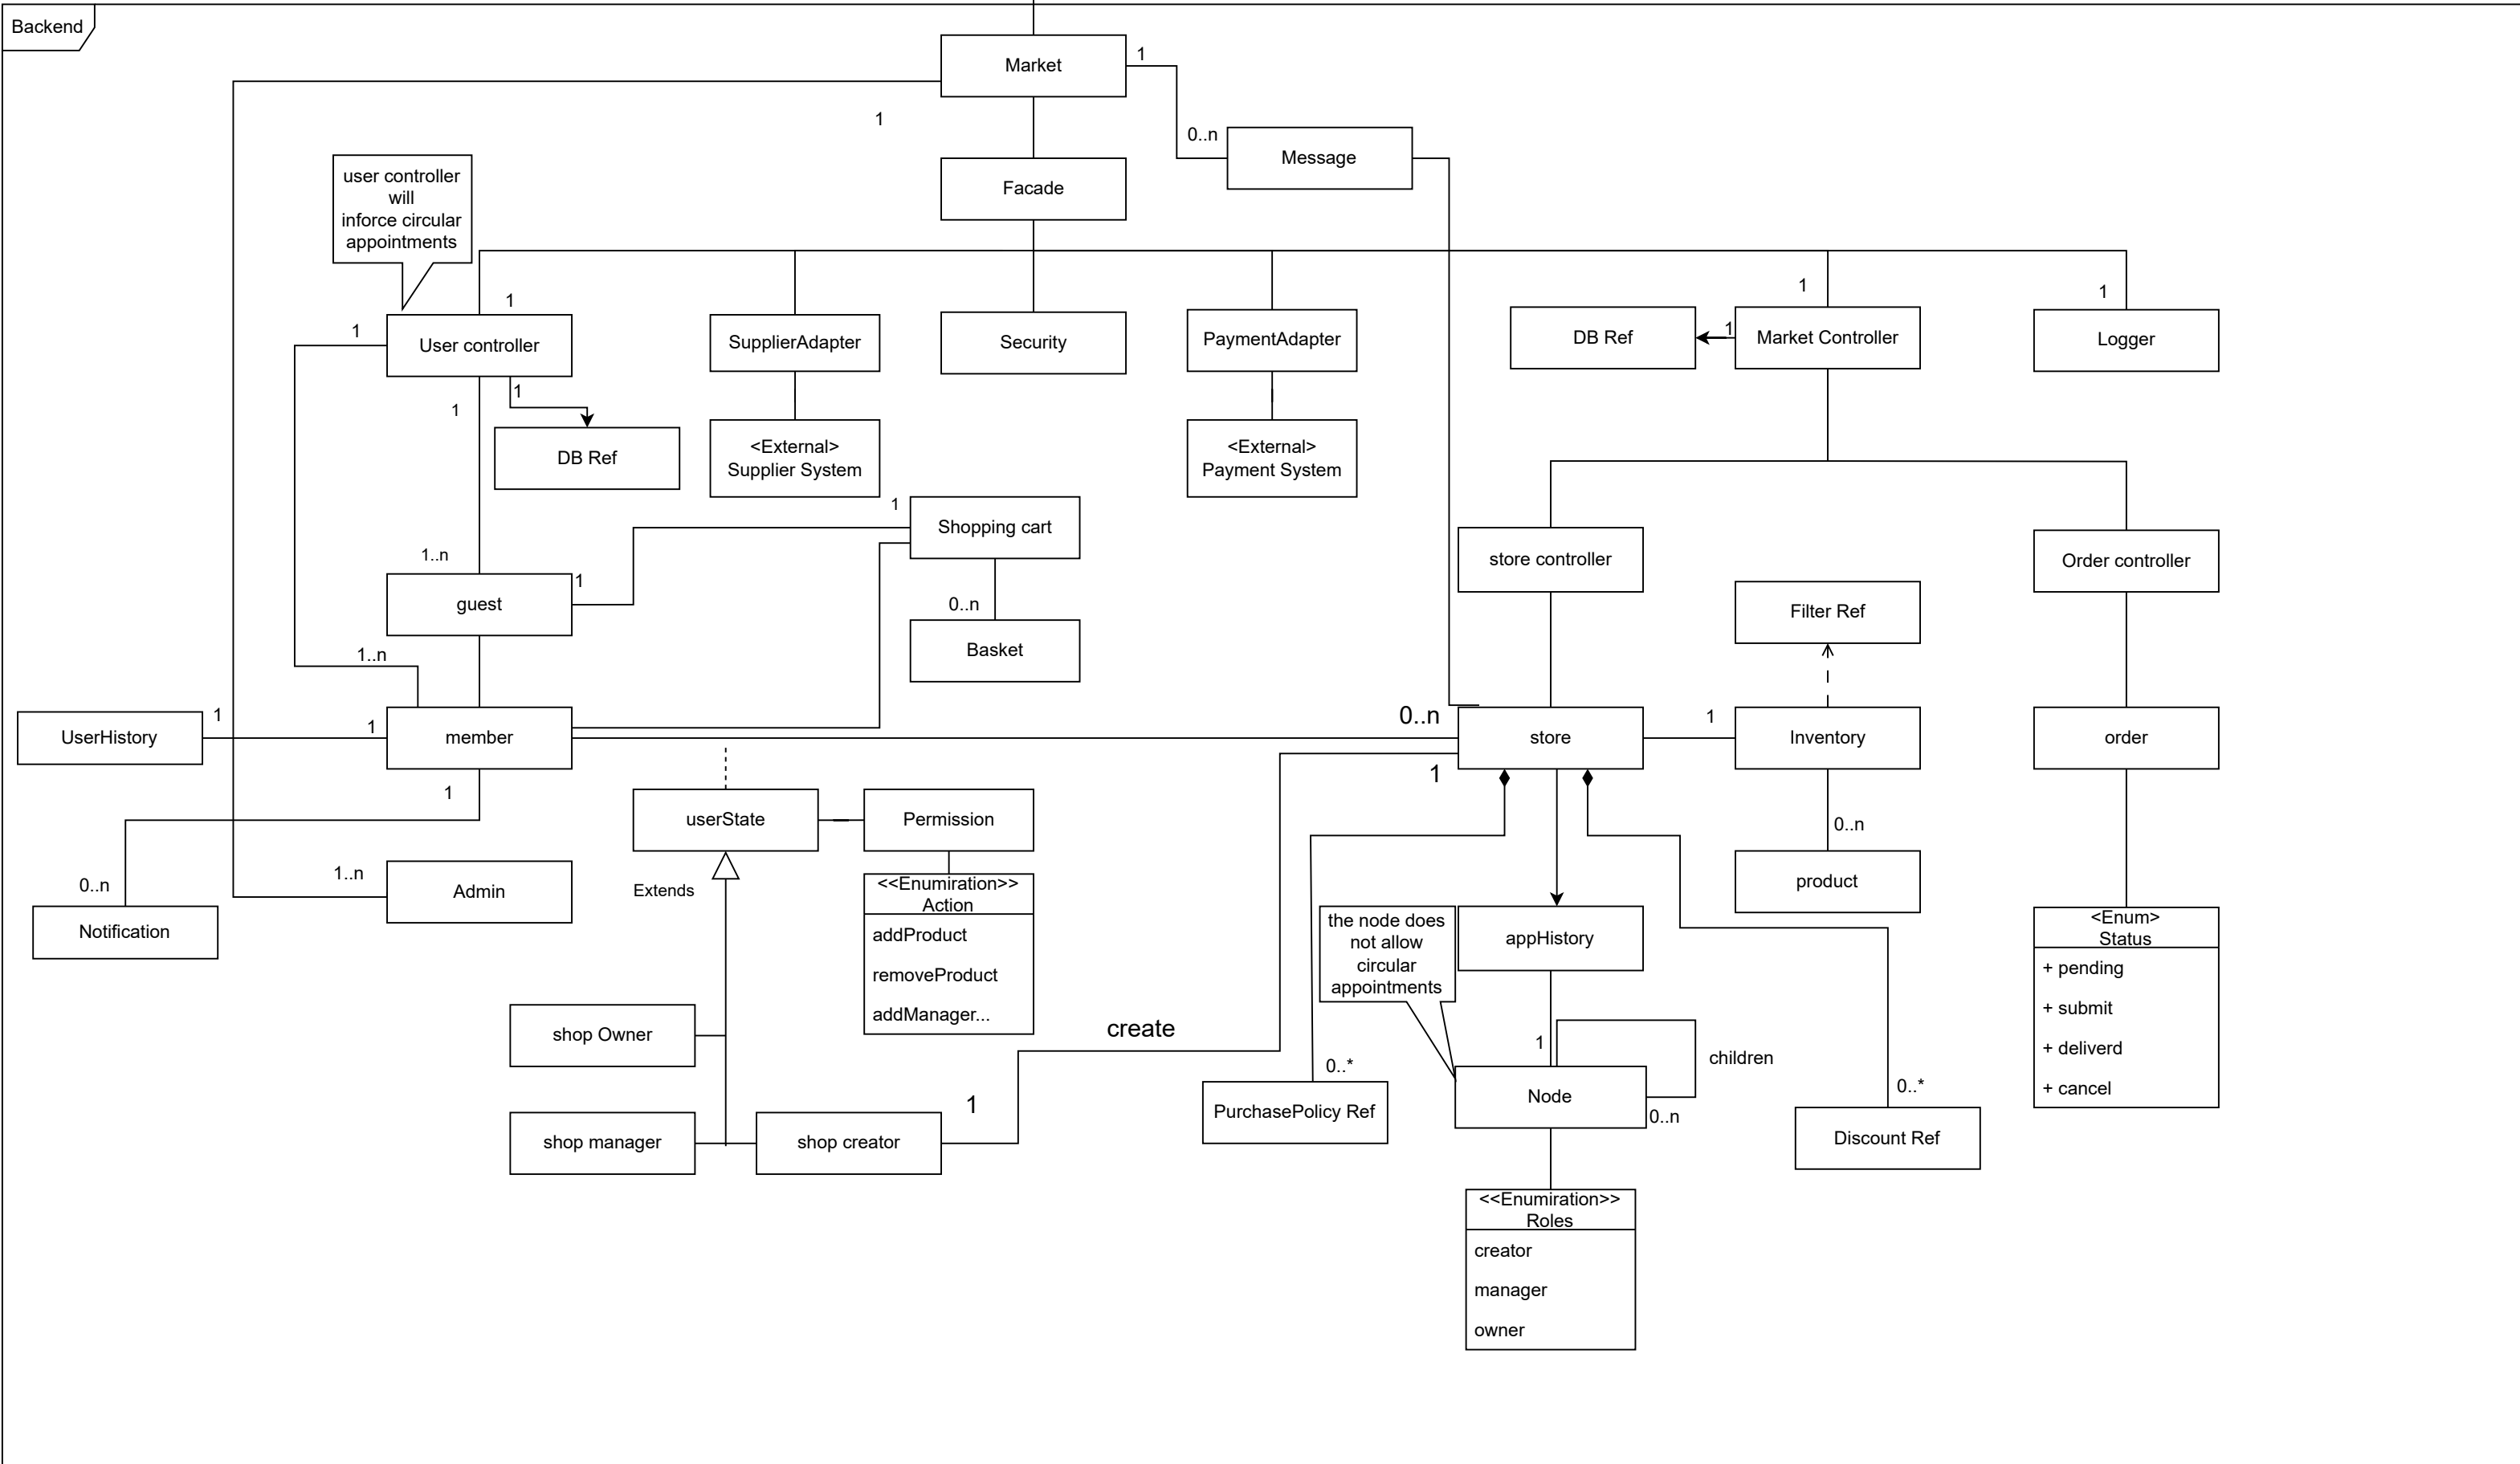 Backend
Market
1
1
0..n
Message
Facade
user controller
will
inforce circular
appointments
1
1
1
User controller
SupplierAdapter
Security
PaymentAdapter
DB Ref
1
Market Controller
1
Logger
1
1
DB Ref
<External>
Supplier System
<External>
Payment System
1
Shopping cart
1..n
guest
1
0..n
Basket
store controller
Order controller
Filter Ref
1..n
UserHistory
1
1
member
0..n
store
1
1
Inventory
order
1
userState
Permission
0..n
product
Extends
<<Enumiration>>
Action
addProduct
removeProduct
addManager...
0..n
Notification
1..n
Admin
the node does
not allow
circular
appointments
appHistory
<Enum>
Status
+ pending
+ submit
+ deliverd
+ cancel
shop Owner
create
1
children
0..*
PurchasePolicy Ref
Node
0..n
0..*
Discount Ref
shop manager
shop creator
1
<<Enumiration>>
Roles
creator
manager
owner